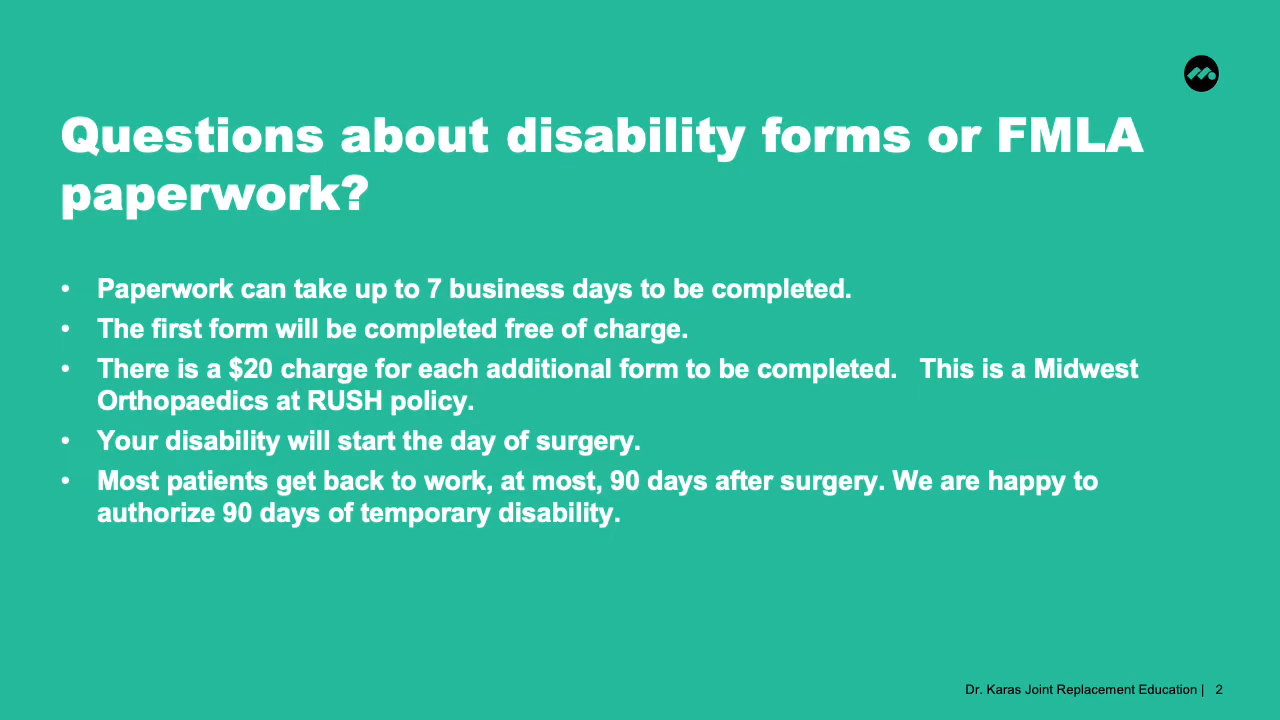 Questions about disability forms or FMLA
paperwork?
• Paperwork can take up to 7 business days to be completed.
• The first form will be completed free of charge.
• There is a $20 charge for each additional form to be completed.   This is a Midwest
Orthopaedics at RUSH policy.
• Your disability will start the day of surgery.
• Most patients get back to work, at most, 90 days after surgery. We are happy to
authorize 90 days of temporary disability.
Dr. Karas Joint Replacement Education | 2